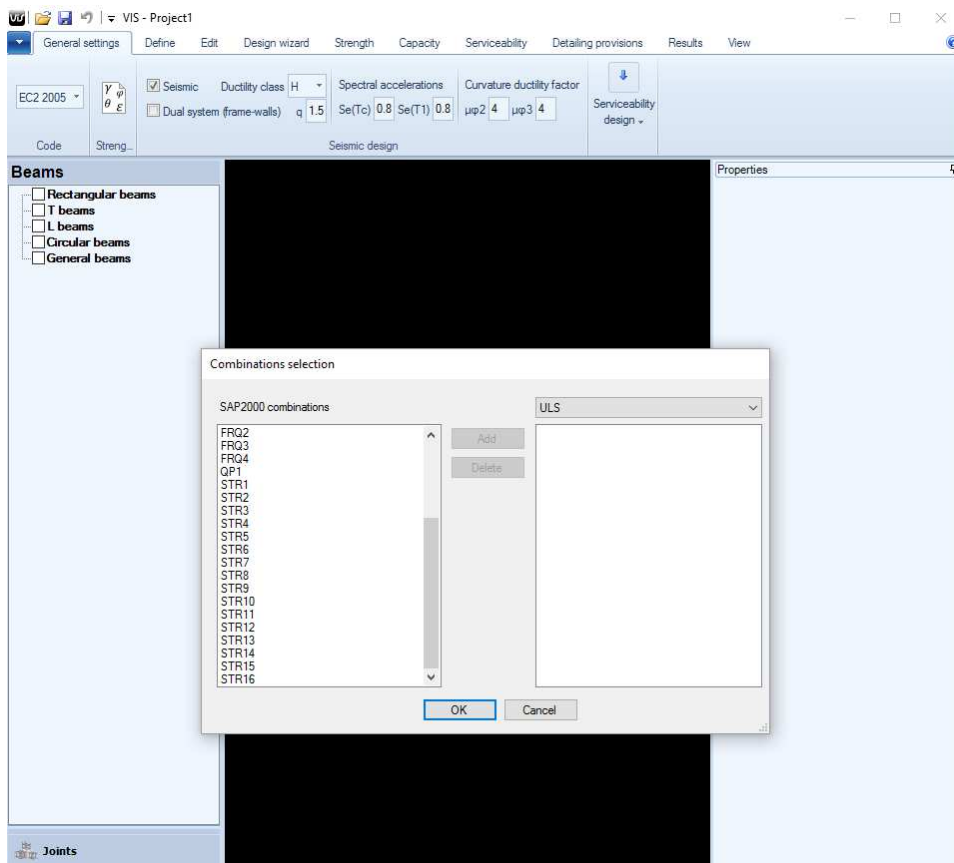 VIS VIS - Project1
General settings Define Edit Design wizard Strength Capacity Serviceability Detailing provisions Results View
EC2 2005
γ φ
θ ε
Seismic Ductility class H Spectral accelerations Curvature ductility factor
Dual system (frame-walls) q 1.5 Se(Tc) 0.8 Se(T1) 0.8 μφ2 4 μφ3 4
Serviceability
design
Code Streng... Seismic design
Beams
Rectangular beams
T beams
L beams
Circular beams
General beams
Properties
Combinations selection
SAP2000 combinations
ULS
FRQ2
FRQ3
FRQ4
QP1
STR1
STR2
STR3
STR4
STR5
STR6
STR7
STR8
STR9
STR10
STR11
STR12
STR13
STR14
STR15
STR16
Add
Delete
OK Cancel
Joints